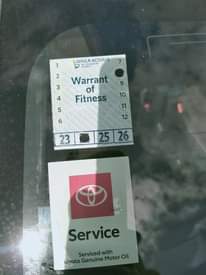 1 7
2
3 9
4 10
5 11
6 12
Warrant
of
Fitness
23 25 26
Service
Serviced with
Toyota Genuine Motor Oil